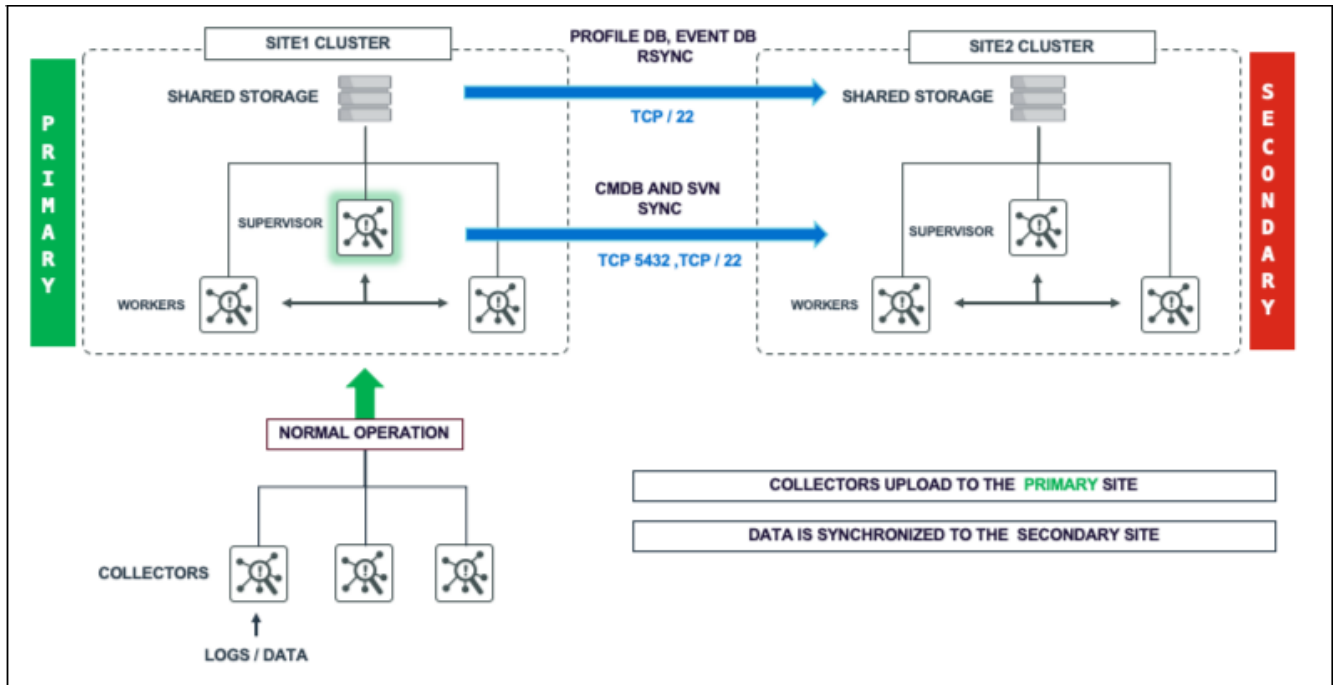 SITE1 CLUSTER
PROFILE DB, EVENT DB
RSYNC
SITE2 CLUSTER
SHARED STORAGE
TCP / 22
SHARED STORAGE
PRIMARY
SECONDARY
CMDB AND SVN
SYNC
SUPERVISOR
SUPERVISOR
TCP 5432 ,TCP / 22
WORKERS
WORKERS
NORMAL OPERATION
COLLECTORS UPLOAD TO THE PRIMARY SITE
DATA IS SYNCHRONIZED TO THE SECONDARY SITE
COLLECTORS
LOGS / DATA